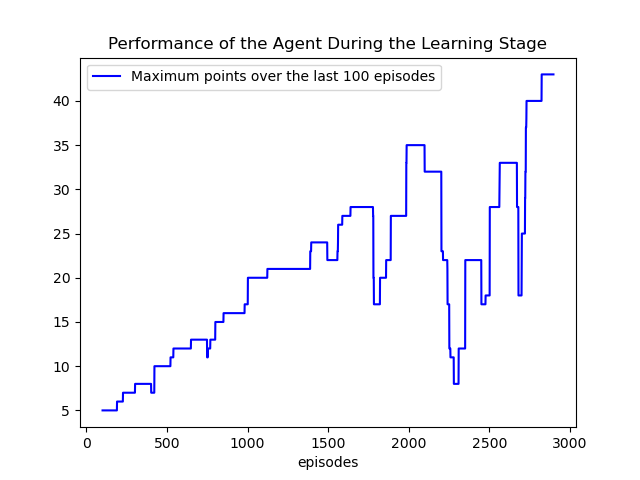 Performance of the Agent During the Learning Stage
Maximum points over the last 100 episodes
40
35
30
25
20
15
10
5
0 500 1000 1500 2000 2500 3000
episodes